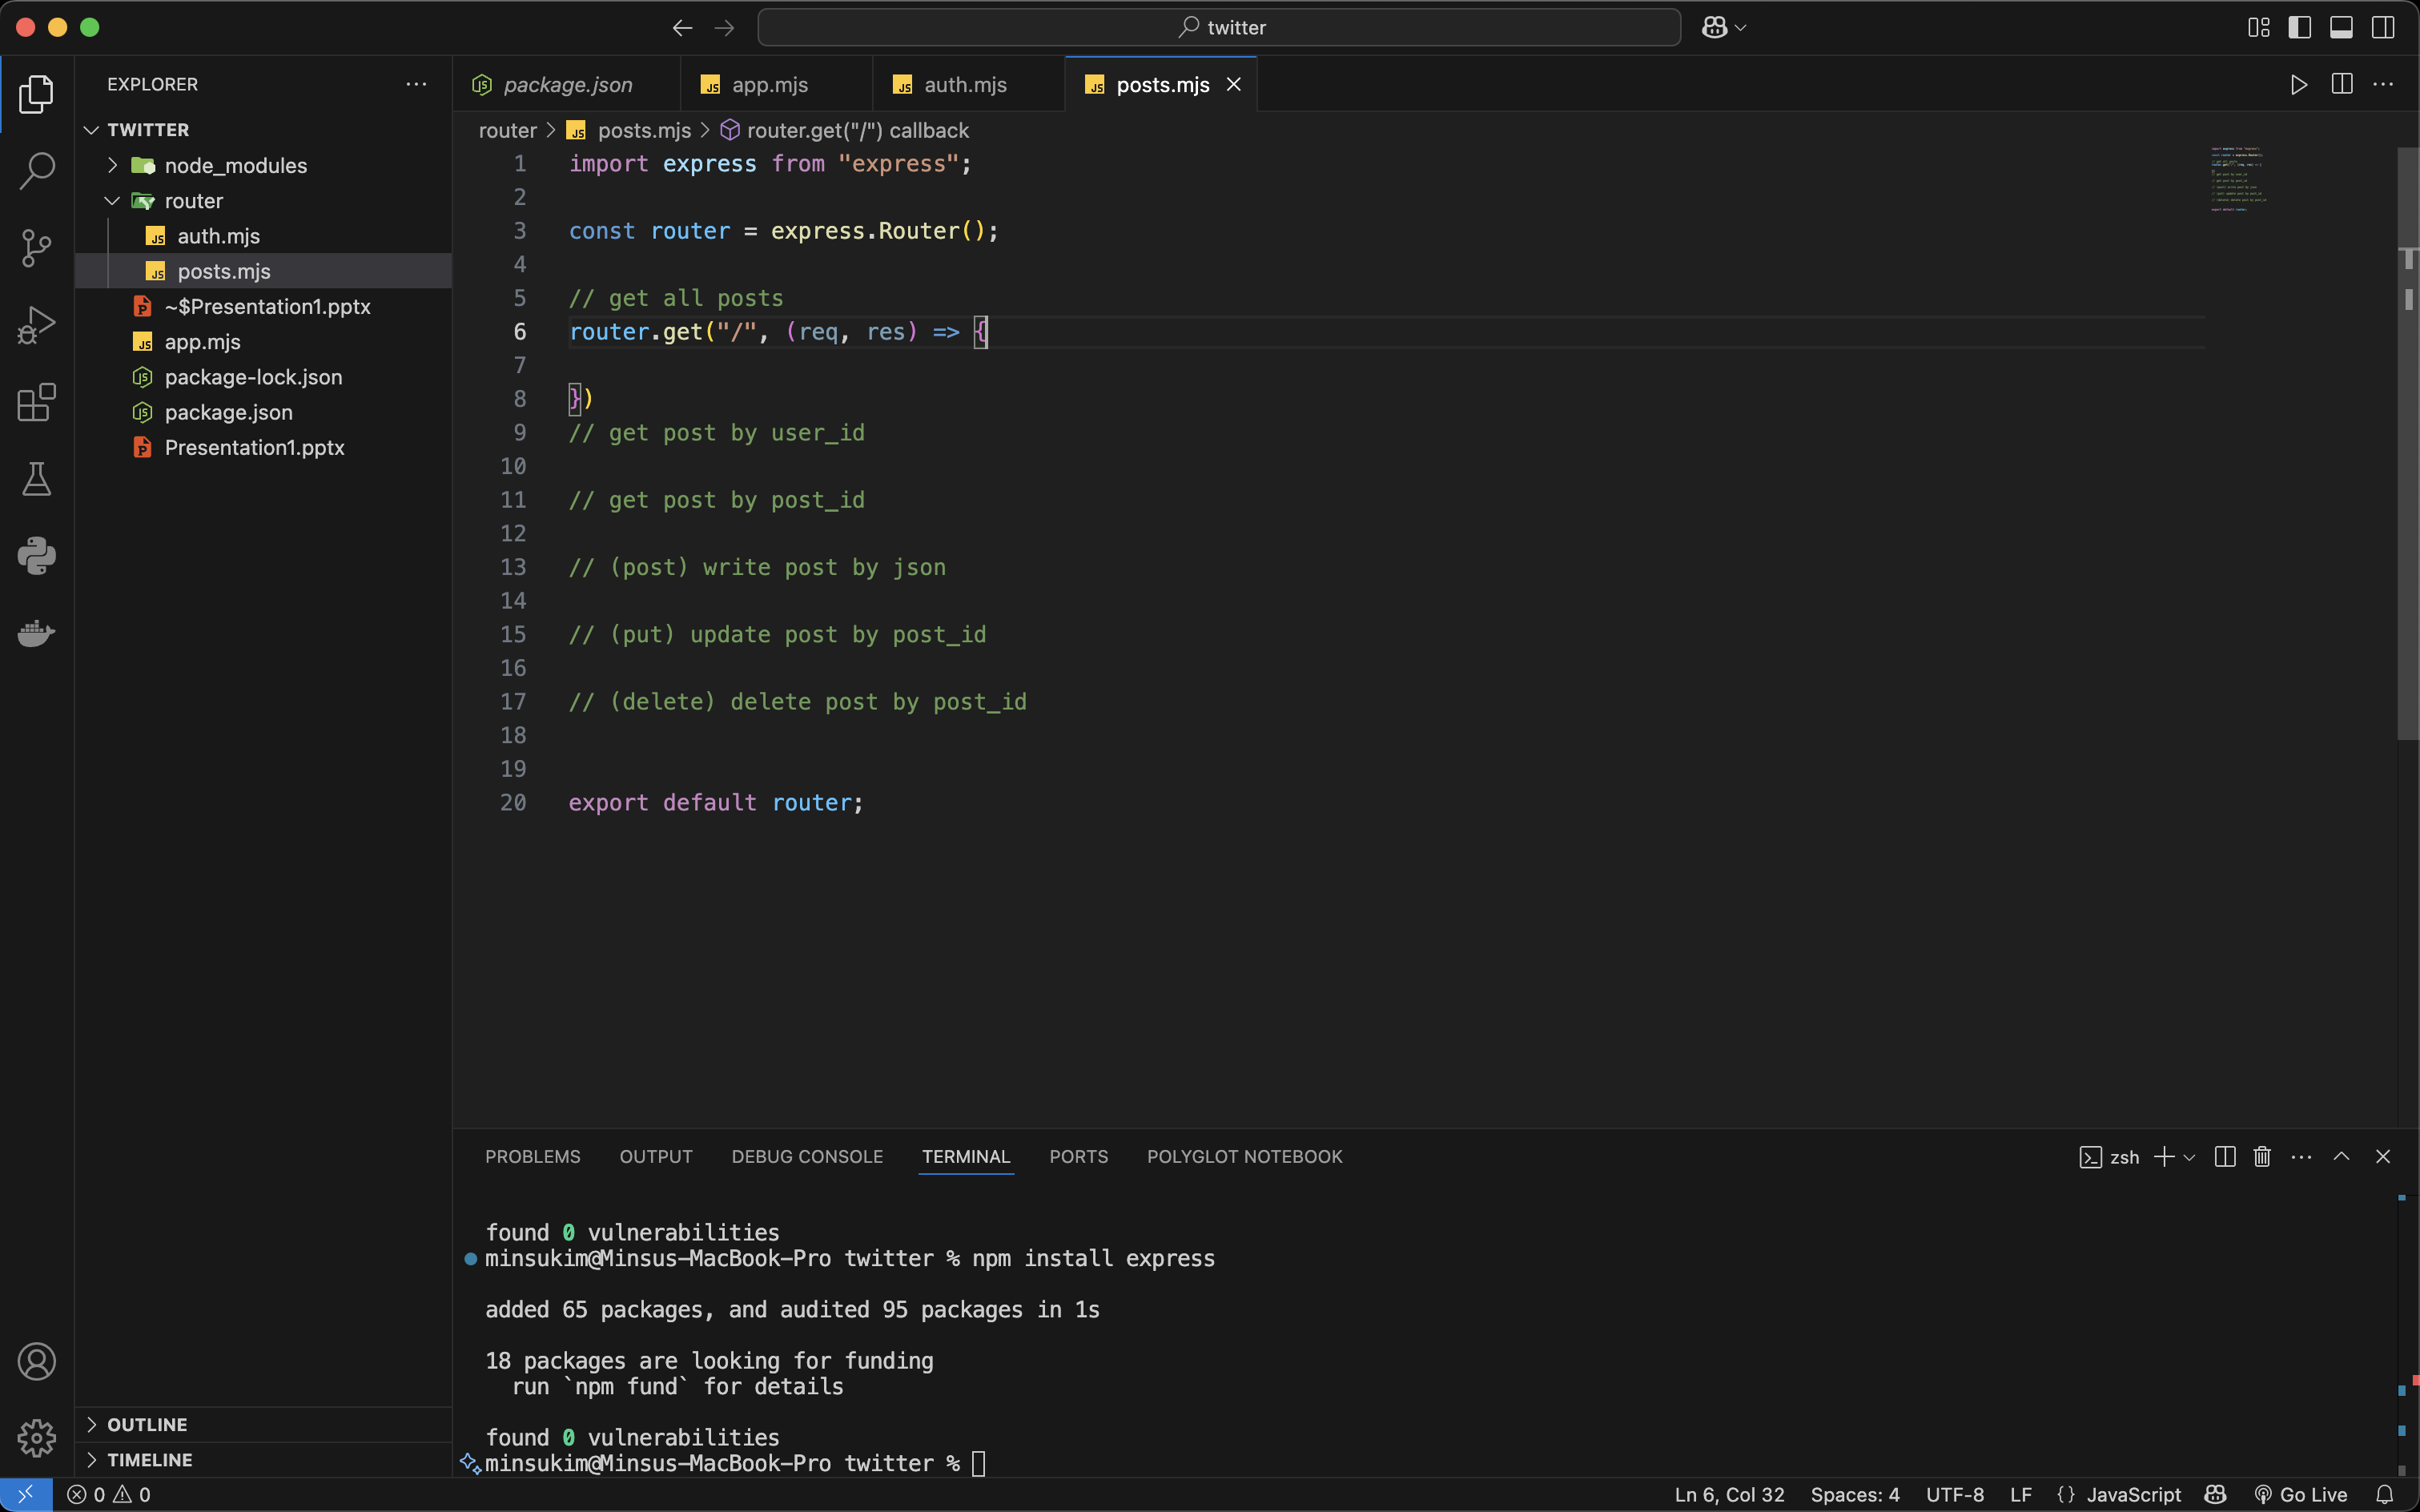 twitter
EXPLORER
package.json
app.mjs
auth.mjs
posts.mjs
TWITTER
router > posts.mjs > router.get("/") callback
node_modules
router
auth.mjs
posts.mjs
~$Presentation1.pptx
app.mjs
package-lock.json
package.json
Presentation1.pptx
1 import express from "express";
2
3 const router = express.Router();
4
5 // get all posts
6 router.get("/", (req, res) => {
7
8 })
9 // get post by user_id
10
11 // get post by post_id
12
13 // (post) write post by json
14
15 // (put) update post by post_id
16
17 // (delete) delete post by post_id
18
19
20 export default router;
PROBLEMS OUTPUT DEBUG CONSOLE TERMINAL PORTS POLYGLOT NOTEBOOK
zsh
found 0 vulnerabilities
minsukim@Minsus-MacBook-Pro twitter % npm install express
added 65 packages, and audited 95 packages in 1s
18 packages are looking for funding
run `npm fund` for details
found 0 vulnerabilities
minsukim@Minsus-MacBook-Pro twitter %
OUTLINE
TIMELINE
0 0
Ln 6, Col 32 Spaces: 4 UTF-8 LF {} JavaScript Go Live